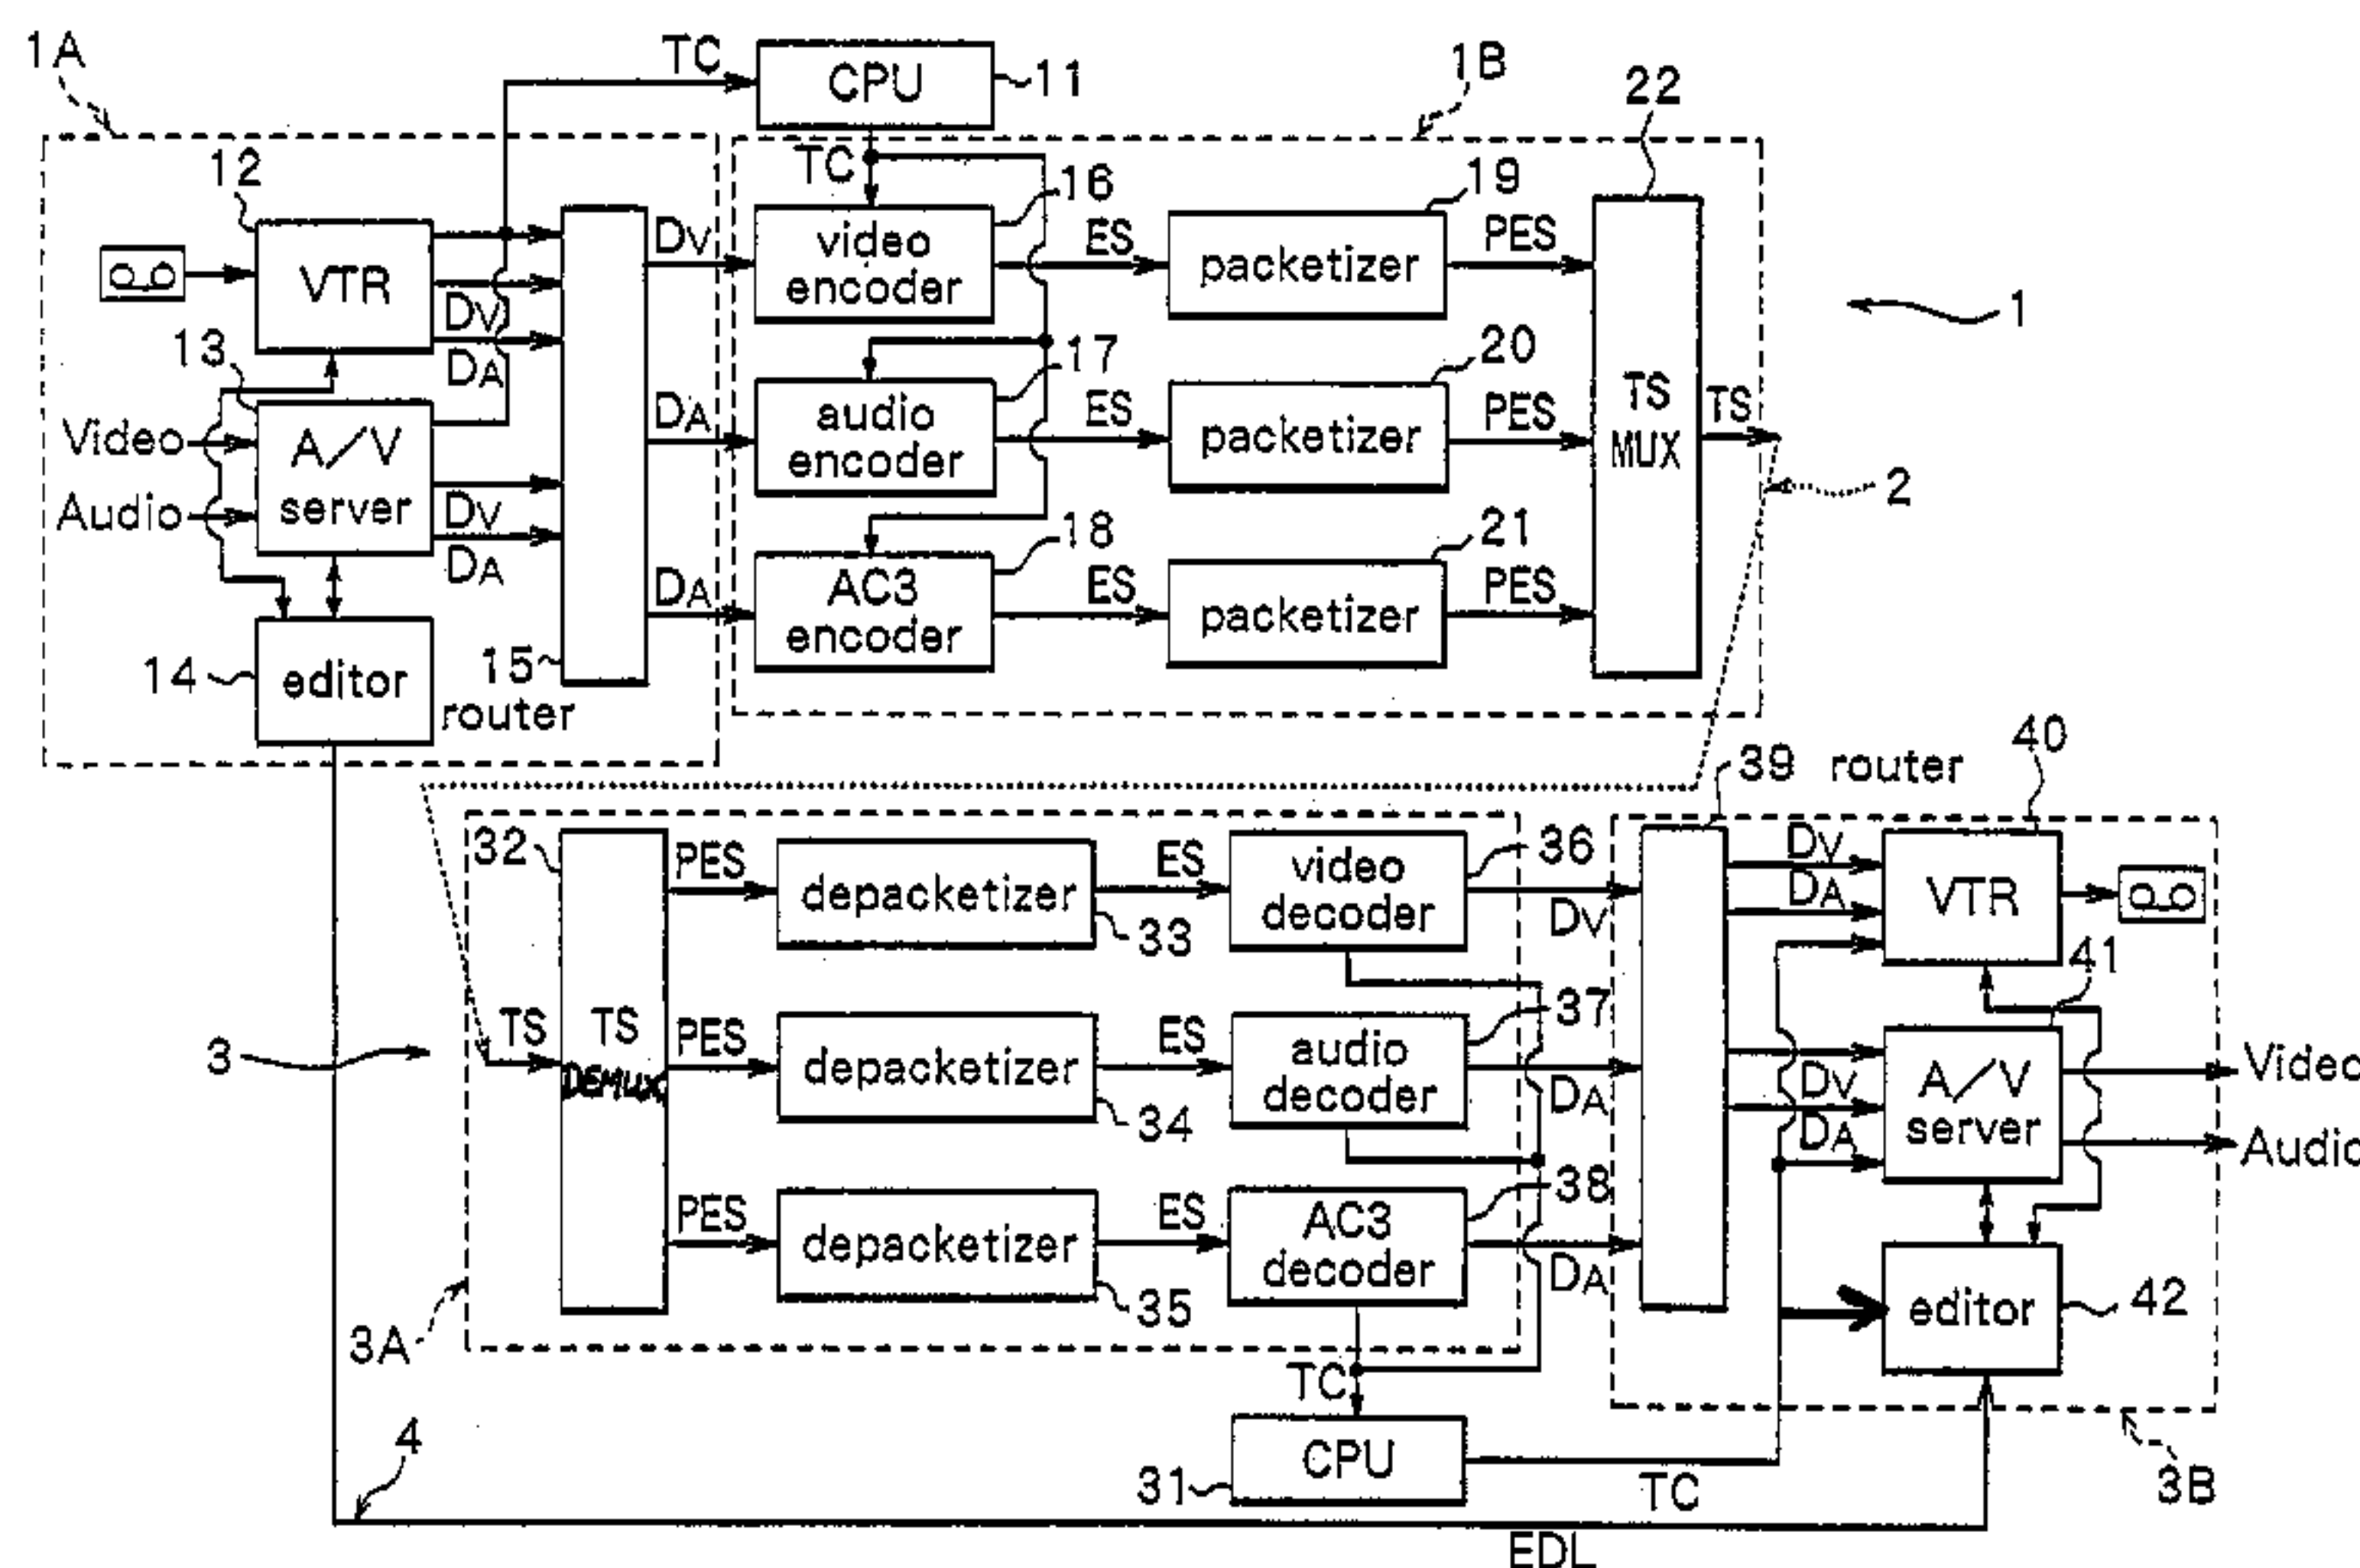 1A
TC
CPU
11
1B
22
12
TC
16
19
VTR
DV
DA
DV
video
encoder
ES
packetizer
PES
1
13
17
20
Video
Audio
A/V
server
DV
DA
DA
audio
encoder
ES
packetizer
PES
TS
MUX
TS
2
18
21
14
editor
15
router
DA
AC3
encoder
ES
packetizer
PES
39 router
40
32
PES
depacketizer
33
ES
video
decoder
36
DV
DV
DA
VTR
41
3
TS
TS
DEMUX
PES
depacketizer
34
ES
audio
decoder
37
DA
DV
DA
A/V
server
Video
Audio
PES
depacketizer
35
ES
AC3
decoder
38
DA
editor
42
3A
TC
CPU
31
TC
3B
4
EDL